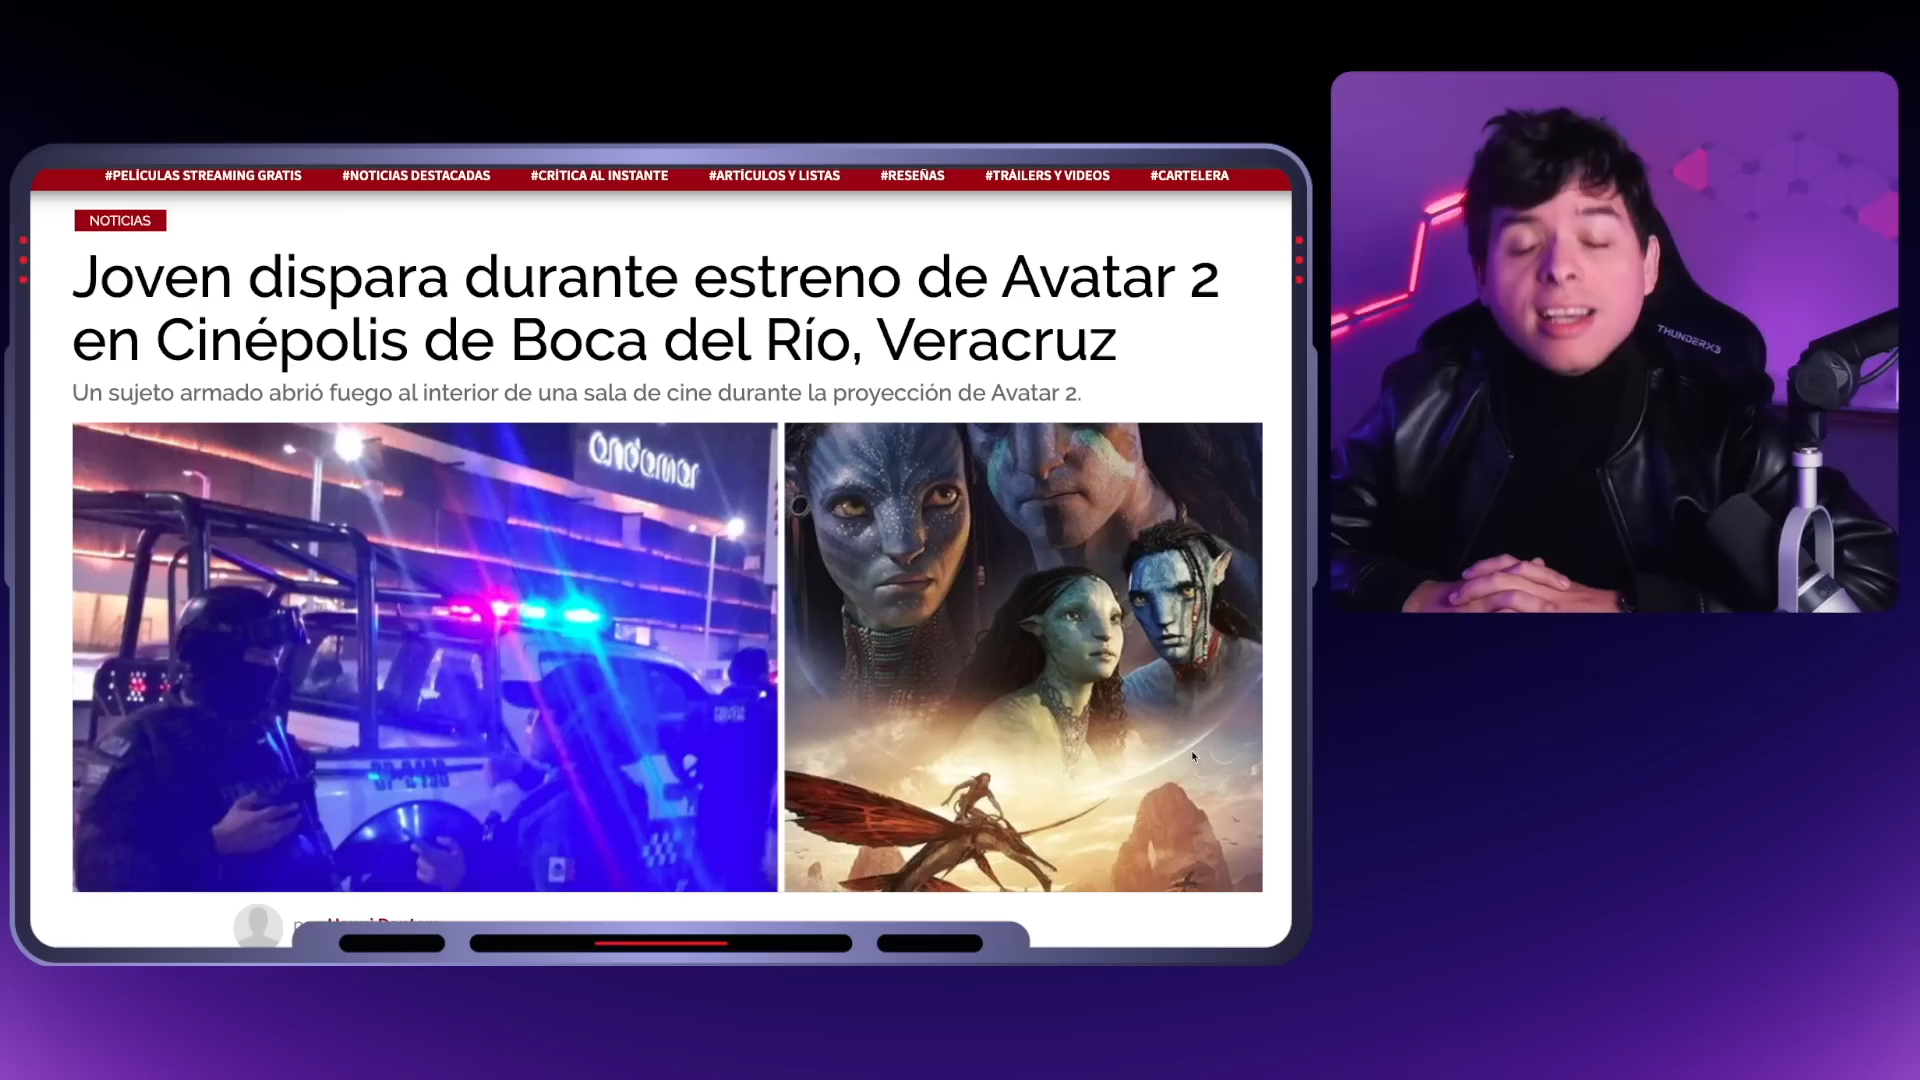 #PELÍCULAS STREAMING GRATIS #NOTICIAS DESTACADAS #CRÍTICA AL INSTANTE #ARTÍCULOS Y LISTAS #RESEÑAS #TRÁILERS Y VIDEOS #CARTELERA
NOTICIAS
Joven dispara durante estreno de Avatar 2
en Cinépolis de Boca del Río, Veracruz
Un sujeto armado abrió fuego al interior de una sala de cine durante la proyección de Avatar 2.
andamar
THUNDERX3